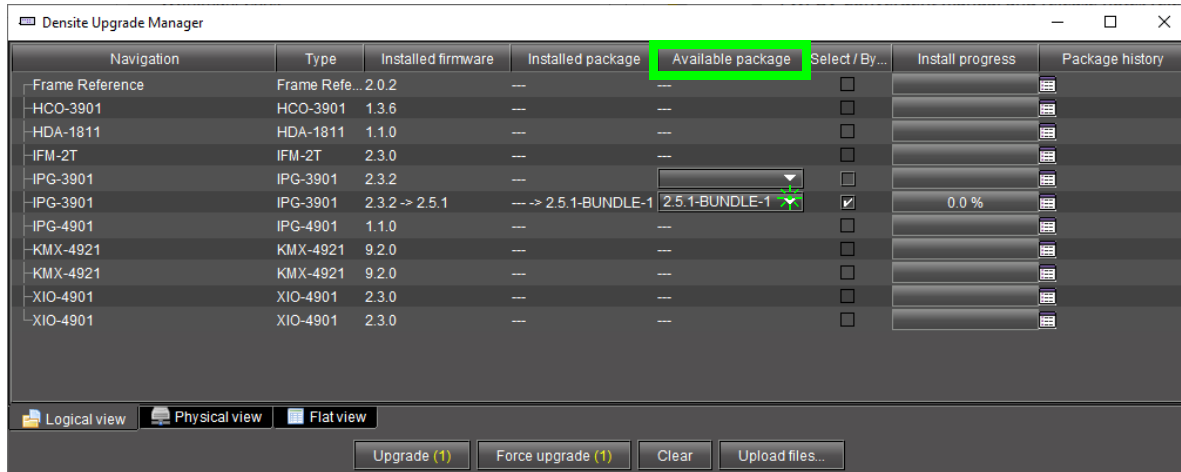 Densite Upgrade Manager
Navigation Type Installed firmware Installed package Available package Select / By... Install progress Package history
Frame Reference Frame Refe... 2.0.2 --- ---
HCO-3901 HCO-3901 1.3.6 --- ---
HDA-1811 HDA-1811 1.1.0 --- ---
IFM-2T IFM-2T 2.3.0 --- ---
IPG-3901 IPG-3901 2.3.2 ---
IPG-3901 IPG-3901 2.3.2 -> 2.5.1 --- -> 2.5.1-BUNDLE-1 2.5.1-BUNDLE-1 0.0 %
IPG-4901 IPG-4901 1.1.0 --- ---
KMX-4921 KMX-4921 9.2.0 --- ---
KMX-4921 KMX-4921 9.2.0 --- ---
XIO-4901 XIO-4901 2.3.0 --- ---
XIO-4901 XIO-4901 2.3.0 --- ---
Logical view Physical view Flat view
Upgrade (1) Force upgrade (1) Clear Upload files...